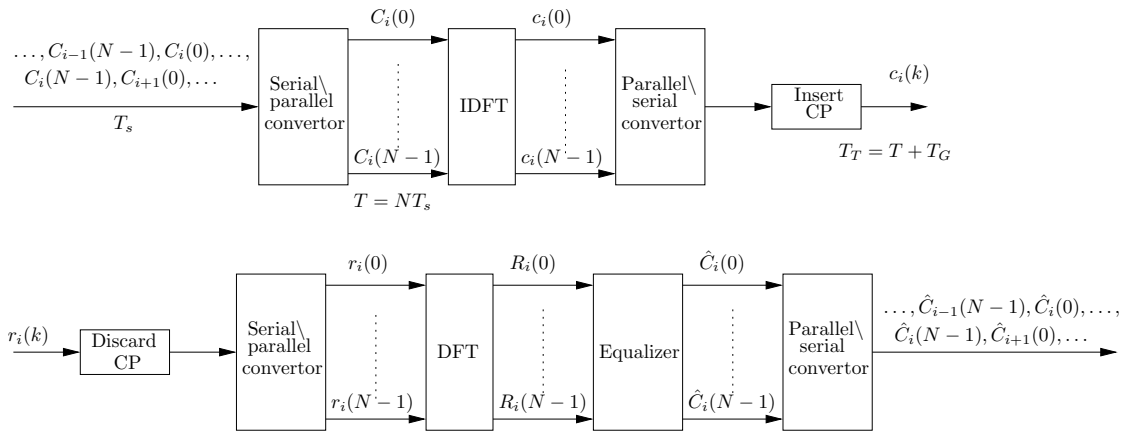 …, C_{i−1}(N − 1), C_i(0), …,
C_i(N − 1), C_{i+1}(0), …
T_s
Serial\
parallel
convertor
C_i(0)
C_i(N − 1)
T = NT_s
IDFT
c_i(0)
c_i(N − 1)
Parallel\
serial
convertor
Insert
CP
c_i(k)
T_T = T + T_G
r_i(k)
Discard
CP
Serial\
parallel
convertor
r_i(0)
r_i(N − 1)
DFT
R_i(0)
R_i(N − 1)
Equalizer
Ĉ_i(0)
Ĉ_i(N − 1)
Parallel\
serial
convertor
…, Ĉ_{i−1}(N − 1), Ĉ_i(0), …,
Ĉ_i(N − 1), Ĉ_{i+1}(0), …